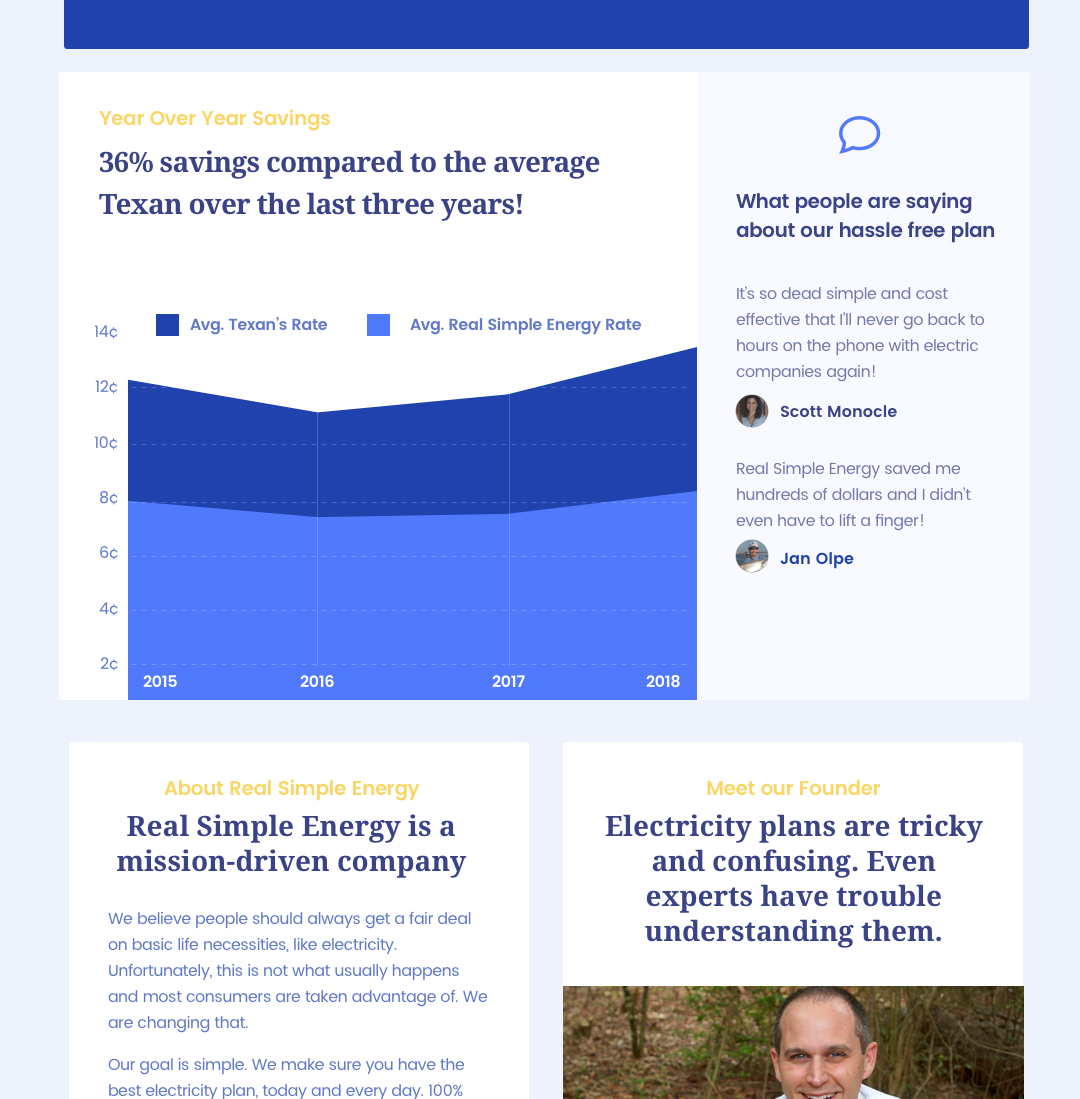 Year Over Year Savings
36% savings compared to the average
Texan over the last three years!
Avg. Texan's Rate
Avg. Real Simple Energy Rate
14¢
12¢
10¢
8¢
6¢
4¢
2¢
2015
2016
2017
2018
What people are saying
about our hassle free plan
It's so dead simple and cost
effective that I'll never go back to
hours on the phone with electric
companies again!
Scott Monocle
Real Simple Energy saved me
hundreds of dollars and I didn't
even have to lift a finger!
Jan Olpe
About Real Simple Energy
Real Simple Energy is a
mission-driven company
We believe people should always get a fair deal
on basic life necessities, like electricity.
Unfortunately, this is not what usually happens
and most consumers are taken advantage of. We
are changing that.
Our goal is simple. We make sure you have the
best electricity plan, today and every day. 100%
Meet our Founder
Electricity plans are tricky
and confusing. Even
experts have trouble
understanding them.